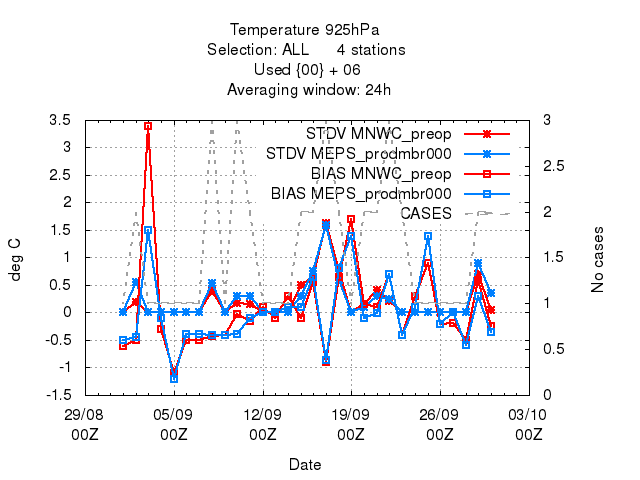 Temperature 925hPa
Selection: ALL 4 stations
Used {00} + 06
Averaging window: 24h
STDV MNWC_preop
STDV MEPS_prodmbr000
BIAS MNWC_preop
BIAS MEPS_prodmbr000
CASES
deg C
3.5
3
2.5
2
1.5
1
0.5
0
-0.5
-1
-1.5
3
2.5
2
1.5
1
0.5
0
No cases
29/08 05/09 12/09 19/09 26/09 03/10
00Z 00Z 00Z 00Z 00Z 00Z
Date